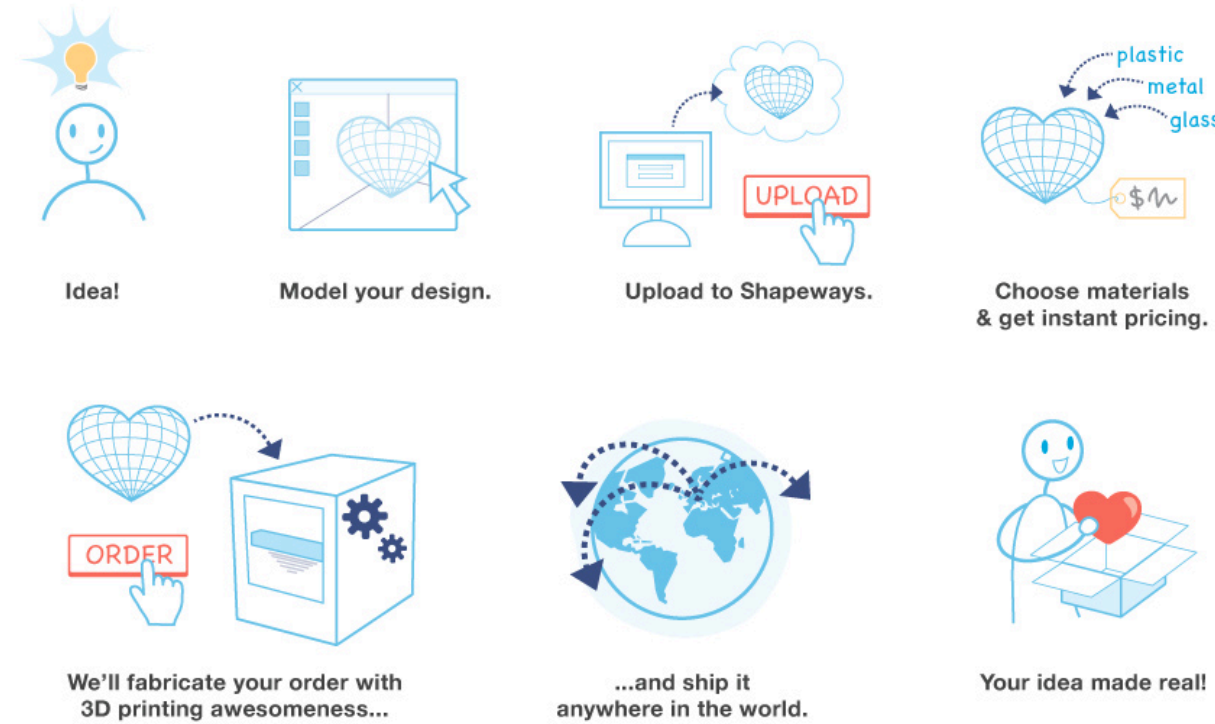 plastic
metal
glass
UPLOAD
$
Idea!
Model your design.
Upload to Shapeways.
Choose materials
& get instant pricing.
ORDER
We'll fabricate your order with
3D printing awesomeness...
...and ship it
anywhere in the world.
Your idea made real!